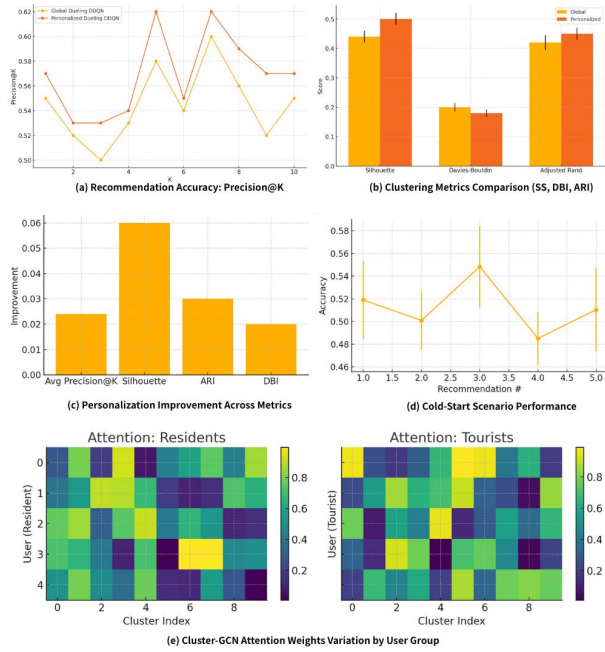 Global Dueling DDQN
Personalized Dueling DDQN
Precision@K
0.62
0.60
0.58
0.56
0.54
0.52
0.50
2 4 6 8 10
K
(a) Recommendation Accuracy: Precision@K
Global
Personalized
Score
0.5
0.4
0.3
0.2
0.1
0.0
Silhouette Davies-Bouldin Adjusted Rand
(b) Clustering Metrics Comparison (SS, DBI, ARI)
Improvement
0.06
0.05
0.04
0.03
0.02
0.01
0.00
Avg Precision@K Silhouette ARI DBI
(c) Personalization Improvement Across Metrics
Accuracy
0.58
0.56
0.54
0.52
0.50
0.48
0.46
1.0 1.5 2.0 2.5 3.0 3.5 4.0 4.5 5.0
Recommendation #
(d) Cold-Start Scenario Performance
Attention: Residents
User (Resident)
0
1
2
3
4
0 2 4 6 8
Cluster Index
0.8
0.6
0.4
0.2
Attention: Tourists
User (Tourist)
0
1
2
3
4
0 2 4 6 8
Cluster Index
0.8
0.6
0.4
0.2
(e) Cluster-GCN Attention Weights Variation by User Group